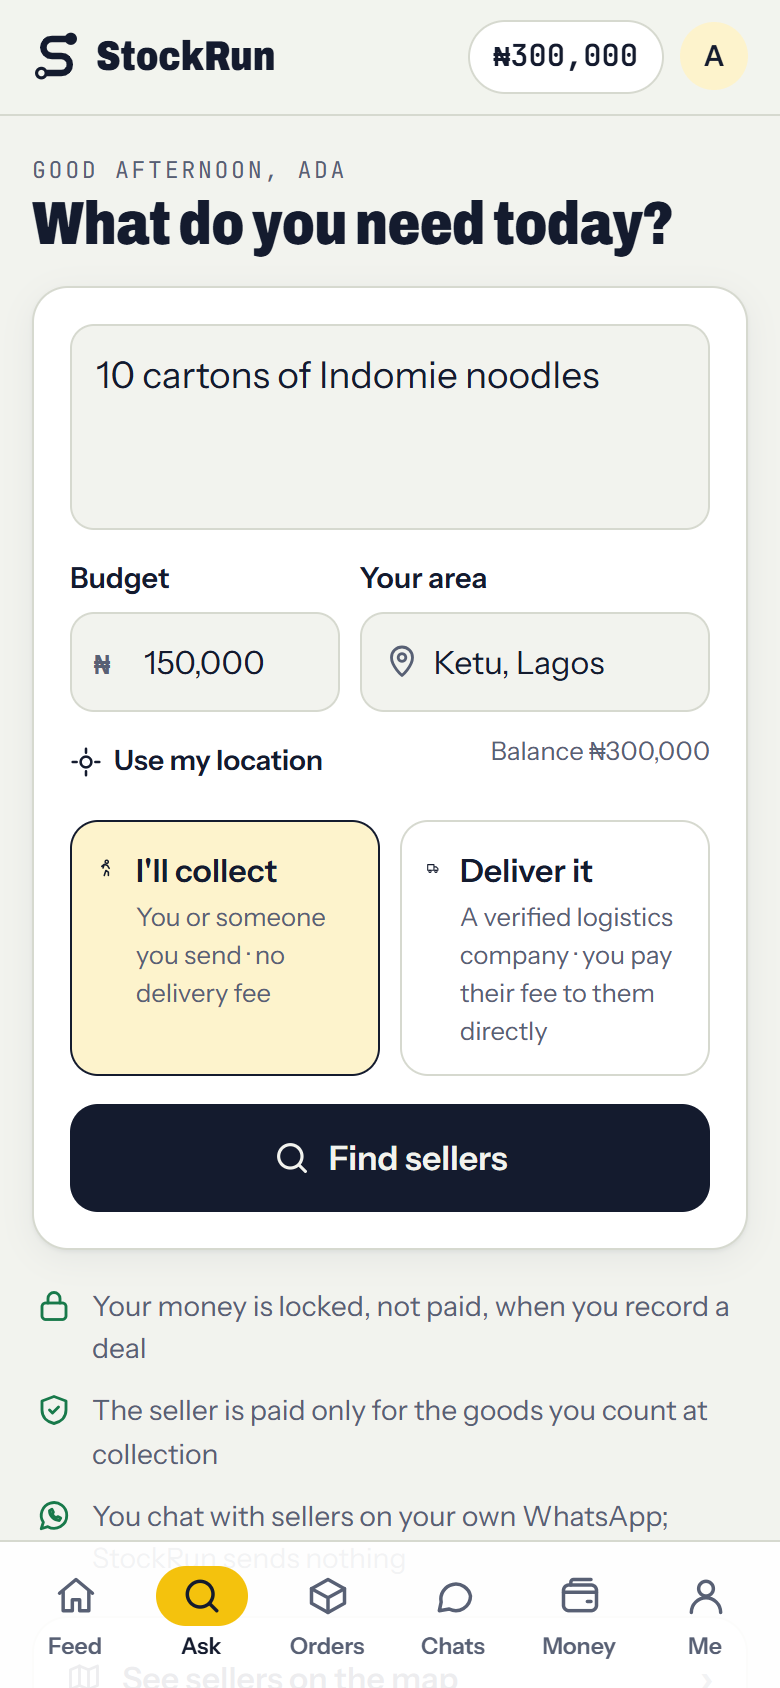 StockRun
₦300,000
A
GOOD AFTERNOON, ADA
What do you need today?
10 cartons of Indomie noodles
Budget
Your area
₦ 150,000
Ketu, Lagos
Use my location
Balance ₦300,000
I'll collect
You or someone
you send · no
delivery fee
Deliver it
A verified logistics
company · you pay
their fee to them
directly
Find sellers
Your money is locked, not paid, when you record a
deal
The seller is paid only for the goods you count at
collection
You chat with sellers on your own WhatsApp;
StockRun sends nothing
Feed
Ask
Orders
Chats
Money
Me
See sellers on the map